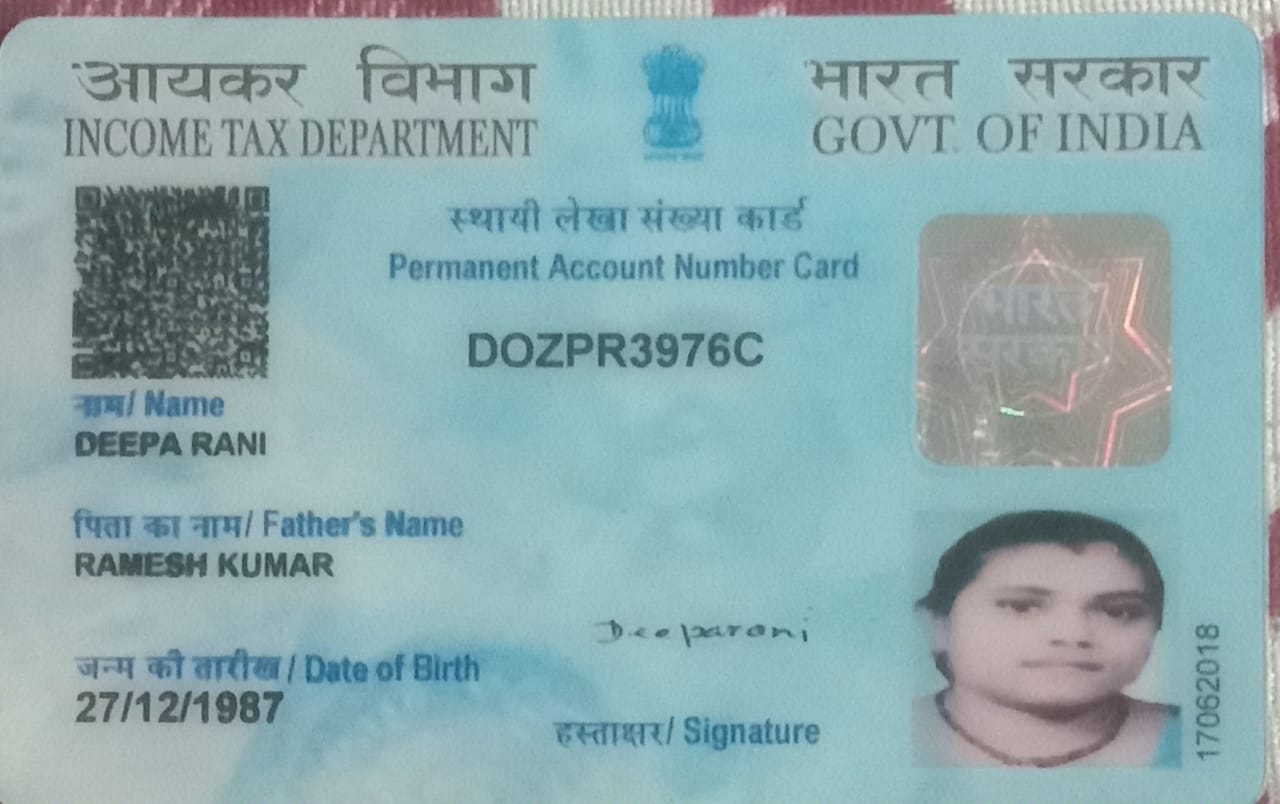 आयकर विभाग
INCOME TAX DEPARTMENT
भारत सरकार
GOVT. OF INDIA
स्थायी लेखा संख्या कार्ड
Permanent Account Number Card
DOZPR3976C
भारत
सरकार
नाम/ Name
DEEPA RANI
पिता का नाम/ Father's Name
RAMESH KUMAR
जन्म की तारीख / Date of Birth
27/12/1987
Deeparani
हस्ताक्षर/ Signature
17062018